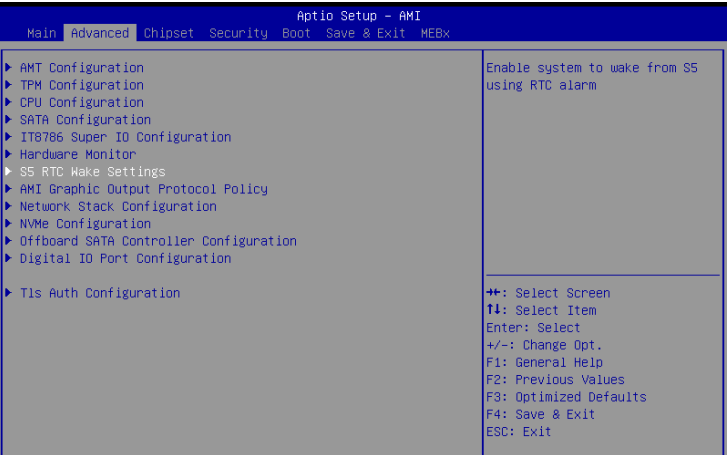 Aptio Setup – AMI
Main Advanced Chipset Security Boot Save & Exit MEBx
AMT Configuration
TPM Configuration
CPU Configuration
SATA Configuration
IT8786 Super IO Configuration
Hardware Monitor
S5 RTC Wake Settings
AMI Graphic Output Protocol Policy
Network Stack Configuration
NVMe Configuration
Offboard SATA Controller Configuration
Digital IO Port Configuration
Tls Auth Configuration
Enable system to wake from S5
using RTC alarm
→←: Select Screen
↑↓: Select Item
Enter: Select
+/-: Change Opt.
F1: General Help
F2: Previous Values
F3: Optimized Defaults
F4: Save & Exit
ESC: Exit